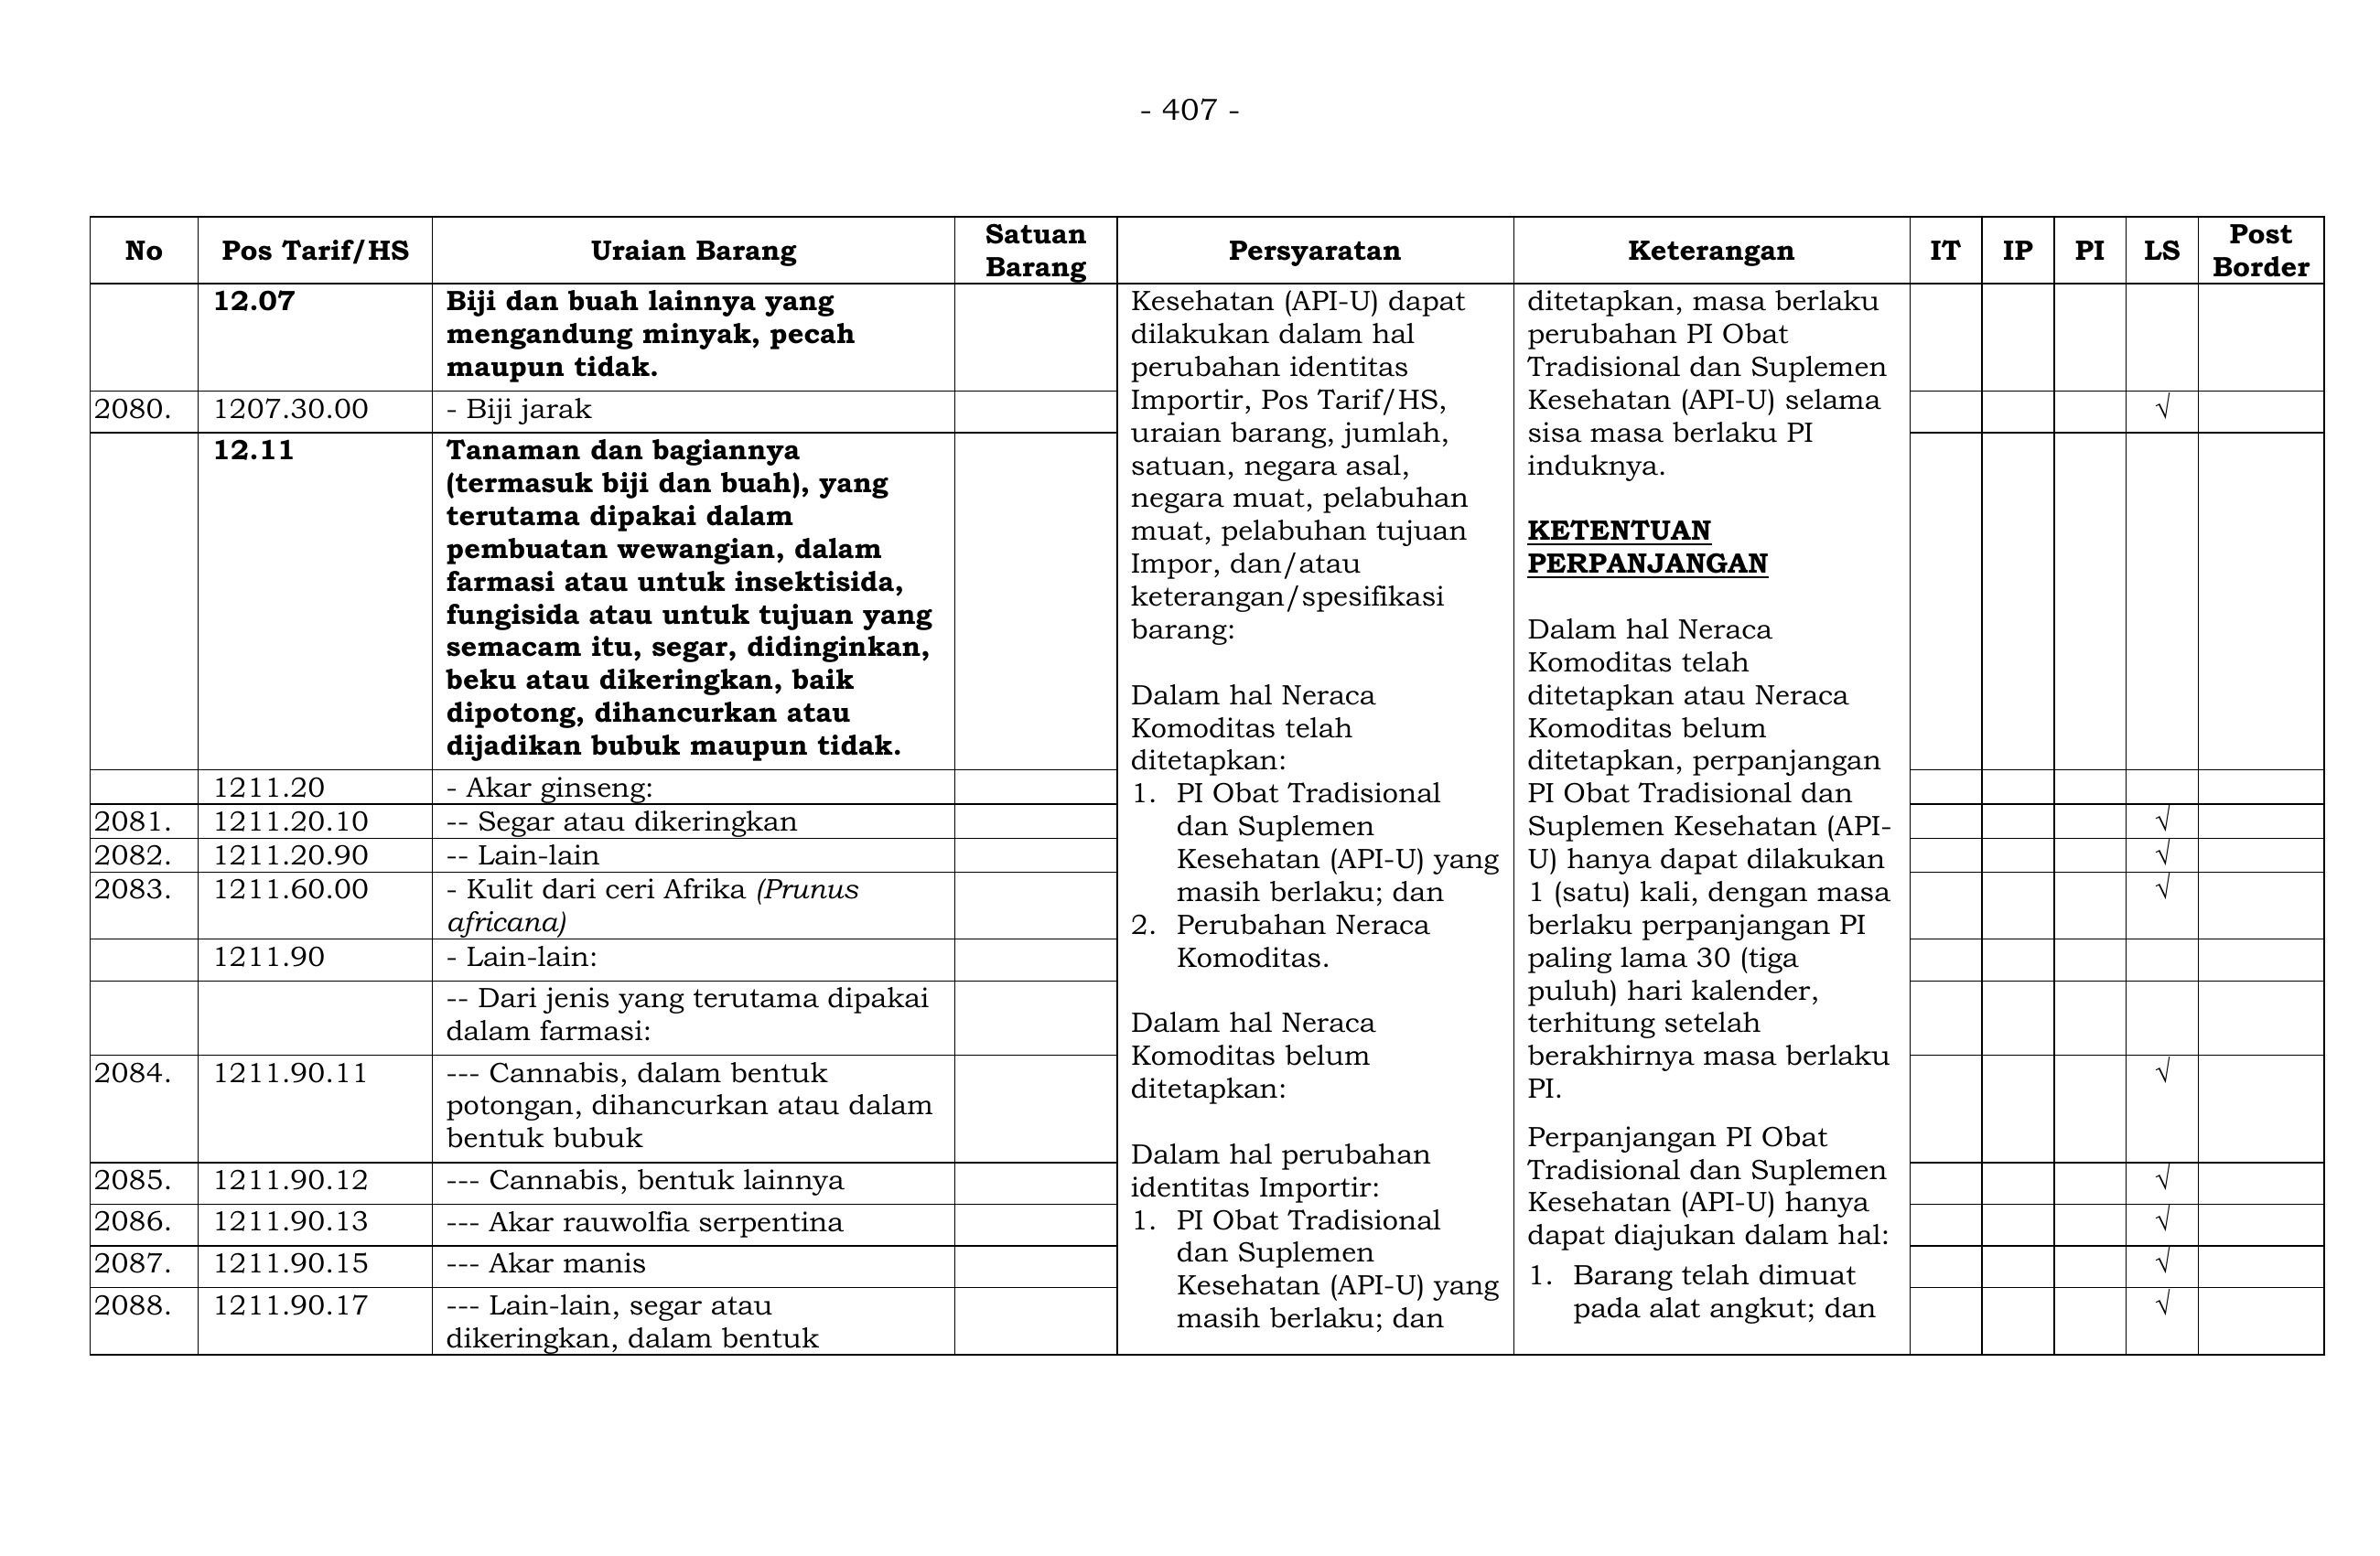 - 407 -
No
Pos Tarif/HS
Uraian Barang
Satuan
Barang
Persyaratan
Keterangan
IT
IP
PI
LS
Post
Border
12.07
Biji dan buah lainnya yang
mengandung minyak, pecah
maupun tidak.
2080.
1207.30.00
- Biji jarak
√
12.11
Tanaman dan bagiannya
(termasuk biji dan buah), yang
terutama dipakai dalam
pembuatan wewangian, dalam
farmasi atau untuk insektisida,
fungisida atau untuk tujuan yang
semacam itu, segar, didinginkan,
beku atau dikeringkan, baik
dipotong, dihancurkan atau
dijadikan bubuk maupun tidak.
1211.20
- Akar ginseng:
2081.
1211.20.10
-- Segar atau dikeringkan
√
2082.
1211.20.90
-- Lain-lain
√
2083.
1211.60.00
- Kulit dari ceri Afrika (Prunus
africana)
√
1211.90
- Lain-lain:
-- Dari jenis yang terutama dipakai
dalam farmasi:
2084.
1211.90.11
--- Cannabis, dalam bentuk
potongan, dihancurkan atau dalam
bentuk bubuk
√
2085.
1211.90.12
--- Cannabis, bentuk lainnya
√
2086.
1211.90.13
--- Akar rauwolfia serpentina
√
2087.
1211.90.15
--- Akar manis
√
2088.
1211.90.17
--- Lain-lain, segar atau
dikeringkan, dalam bentuk
√
Kesehatan (API-U) dapat
dilakukan dalam hal
perubahan identitas
Importir, Pos Tarif/HS,
uraian barang, jumlah,
satuan, negara asal,
negara muat, pelabuhan
muat, pelabuhan tujuan
Impor, dan/atau
keterangan/spesifikasi
barang:
Dalam hal Neraca
Komoditas telah
ditetapkan:
1. PI Obat Tradisional
dan Suplemen
Kesehatan (API-U) yang
masih berlaku; dan
2. Perubahan Neraca
Komoditas.
Dalam hal Neraca
Komoditas belum
ditetapkan:
Dalam hal perubahan
identitas Importir:
1. PI Obat Tradisional
dan Suplemen
Kesehatan (API-U) yang
masih berlaku; dan
ditetapkan, masa berlaku
perubahan PI Obat
Tradisional dan Suplemen
Kesehatan (API-U) selama
sisa masa berlaku PI
induknya.
KETENTUAN
PERPANJANGAN
Dalam hal Neraca
Komoditas telah
ditetapkan atau Neraca
Komoditas belum
ditetapkan, perpanjangan
PI Obat Tradisional dan
Suplemen Kesehatan (API-
U) hanya dapat dilakukan
1 (satu) kali, dengan masa
berlaku perpanjangan PI
paling lama 30 (tiga
puluh) hari kalender,
terhitung setelah
berakhirnya masa berlaku
PI.
Perpanjangan PI Obat
Tradisional dan Suplemen
Kesehatan (API-U) hanya
dapat diajukan dalam hal:
1. Barang telah dimuat
pada alat angkut; dan